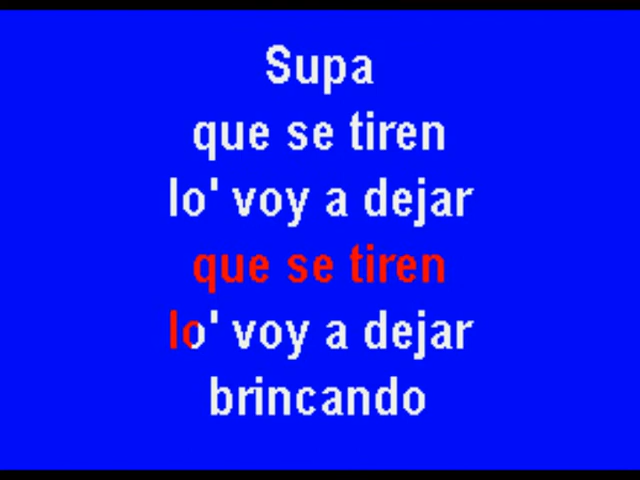 Supa
que se tiren
lo' voy a dejar
que se tiren
lo' voy a dejar
brincando